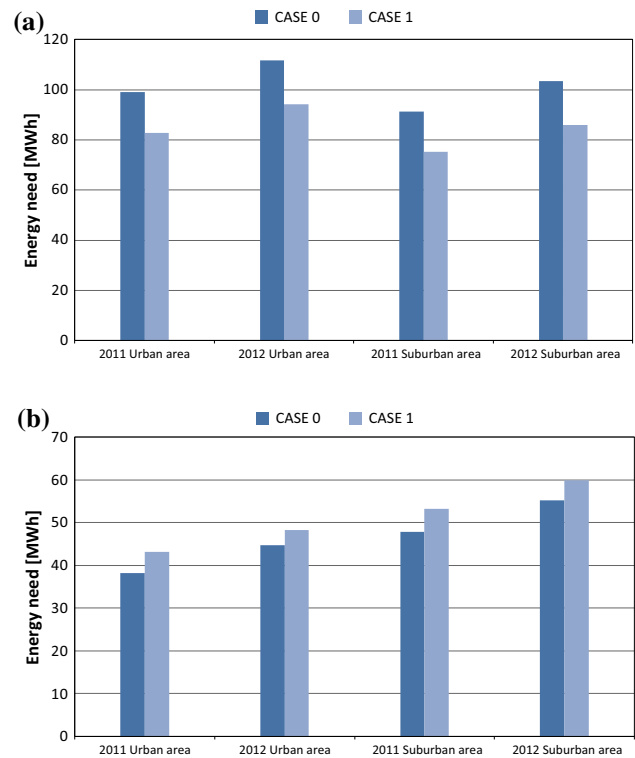 (a)
CASE 0 CASE 1
Energy need [MWh]
120
100
80
60
40
20
0
2011 Urban area 2012 Urban area 2011 Suburban area 2012 Suburban area
(b)
CASE 0 CASE 1
Energy need [MWh]
70
60
50
40
30
20
10
0
2011 Urban area 2012 Urban area 2011 Suburban area 2012 Suburban area